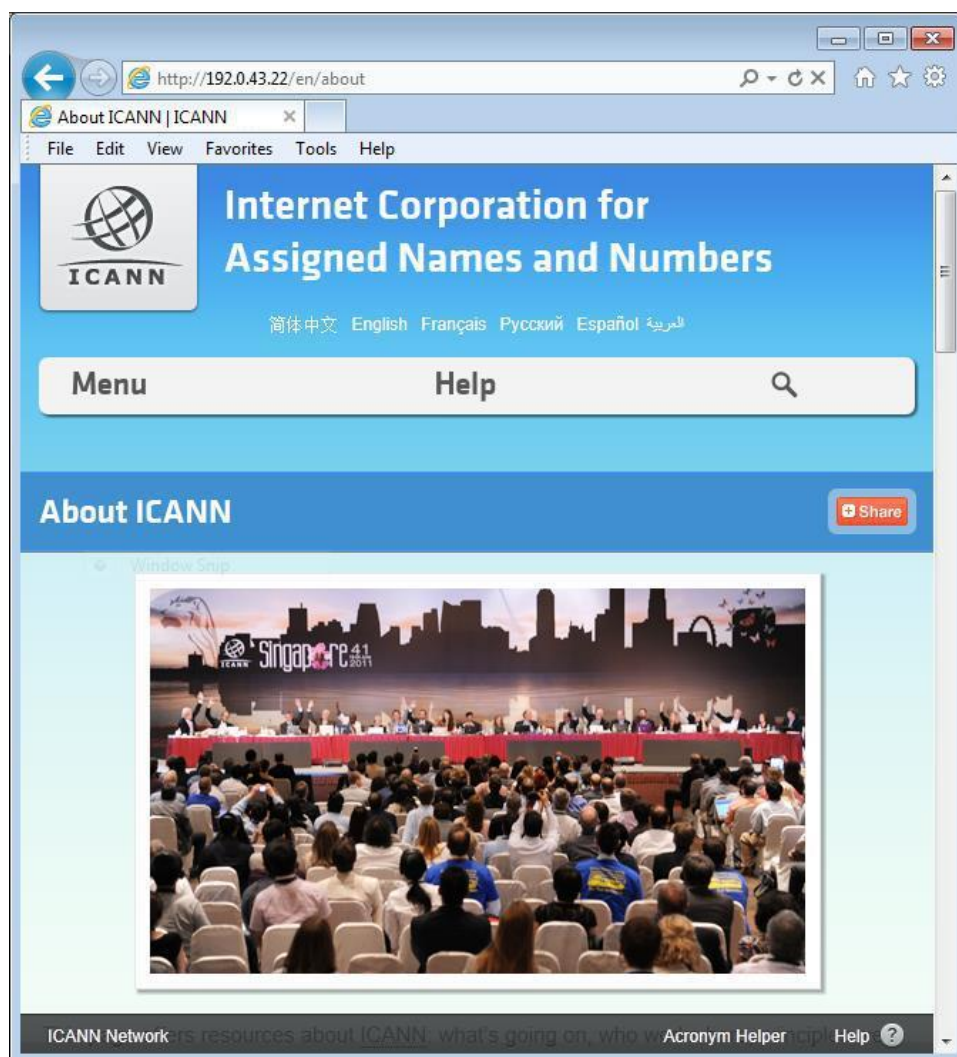 http://192.0.43.22/en/about
About ICANN | ICANN
File Edit View Favorites Tools Help
ICANN
Internet Corporation for
Assigned Names and Numbers
简体中文 English Français Русский Español العربية
Menu Help
About ICANN
Share
Window Snip
ICANN
Singapore 41
2011
ICANN Network
rs resources about ICANN: what's going on, who w
Acronym Helper Help ?